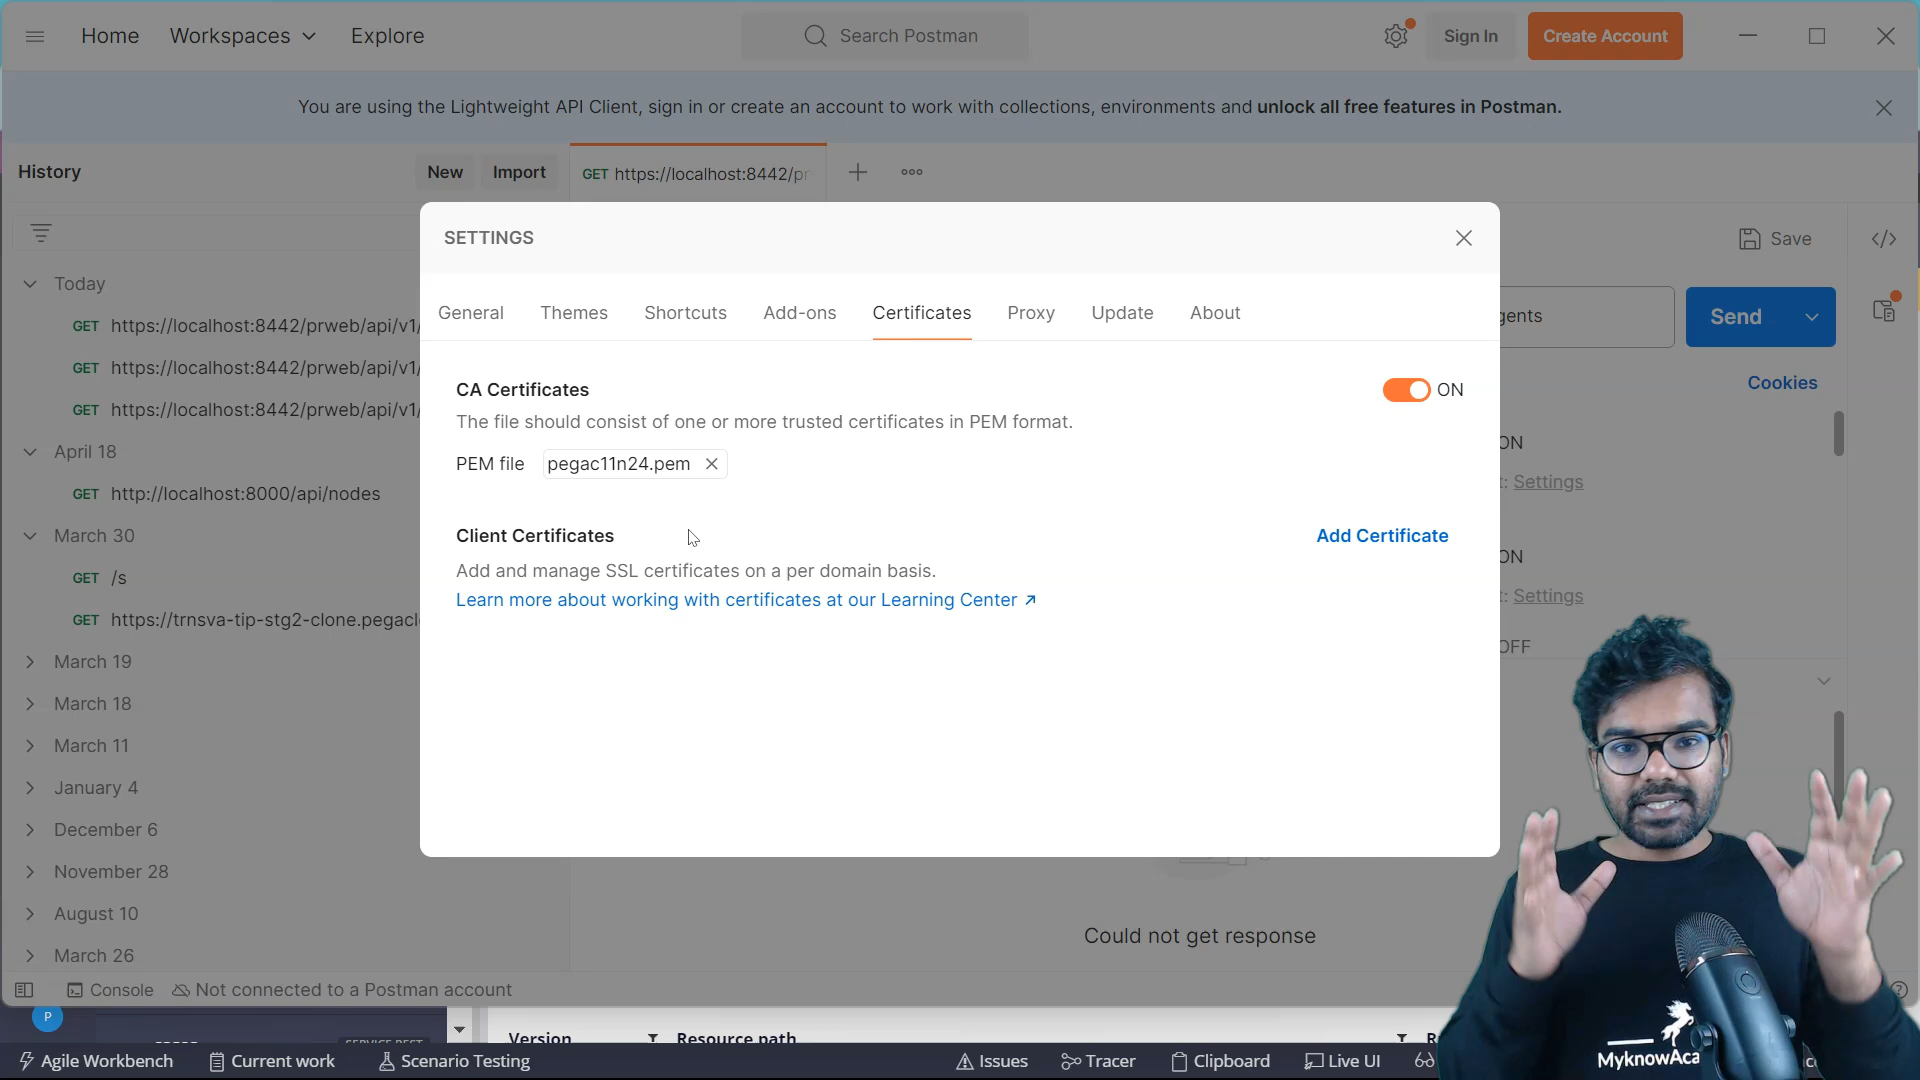 Home Workspaces Explore Search Postman Sign In Create Account
You are using the Lightweight API Client, sign in or create an account to work with collections, environments and unlock all free features in Postman.
History New Import GET https://localhost:8442/pr
SETTINGS
Save
General Themes Shortcuts Add-ons Certificates Proxy Update About
Today
GET https://localhost:8442/prweb/api/v1/
GET https://localhost:8442/prweb/api/v1/
GET https://localhost:8442/prweb/api/v1/
April 18
GET http://localhost:8000/api/nodes
March 30
GET /s
GET https://trnsva-tip-stg2-clone.pegacl
March 19
March 18
March 11
January 4
December 6
November 28
August 10
March 26
CA Certificates ON
The file should consist of one or more trusted certificates in PEM format.
PEM file pegac11n24.pem
Client Certificates Add Certificate
Add and manage SSL certificates on a per domain basis.
Learn more about working with certificates at our Learning Center
gents Send
Cookies
ON
: Settings
ON
: Settings
OFF
Could not get response
Console Not connected to a Postman account
P
Version Resource path R
Agile Workbench Current work Scenario Testing Issues Tracer Clipboard Live UI
MyknowAca